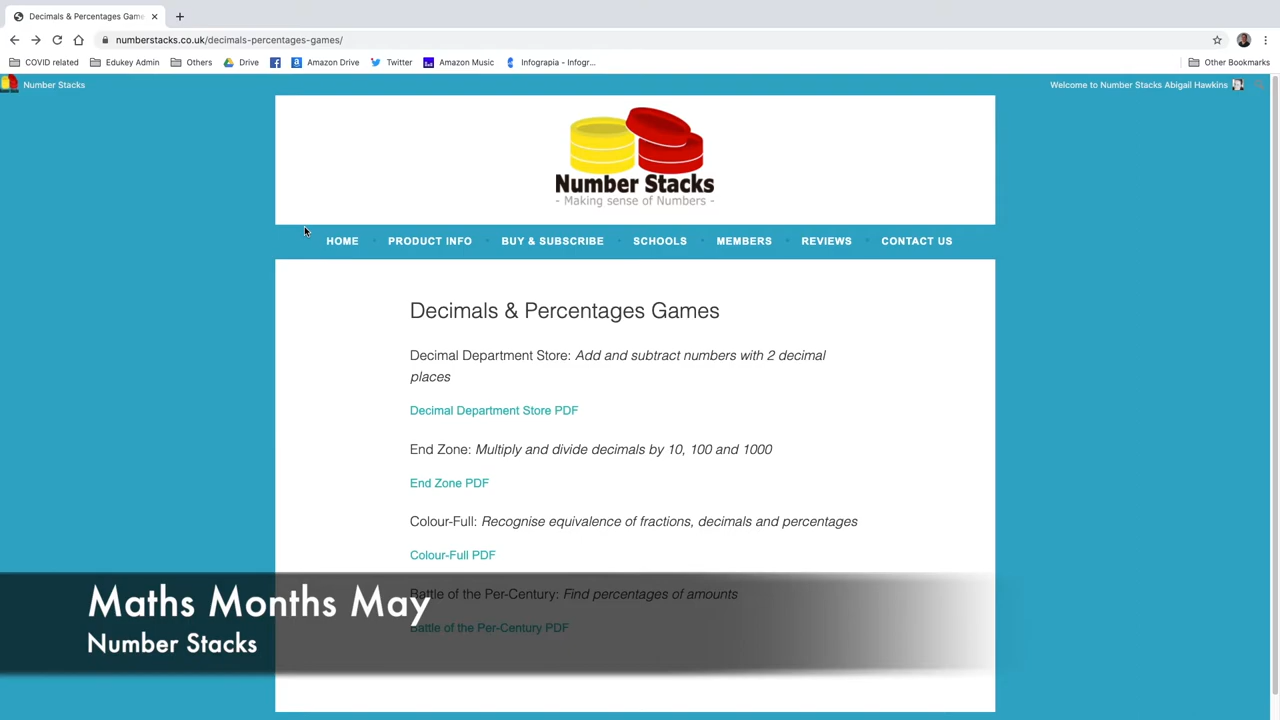 Decimals & Percentages Game
numberstacks.co.uk/decimals-percentages-games/
COVID related
Edukey Admin
Others
Drive
Amazon Drive
Twitter
Amazon Music
Infograpia - Infogr...
Other Bookmarks
Number Stacks
Welcome to Number Stacks Abigail Hawkins
Number Stacks
- Making sense of Numbers -
HOME
PRODUCT INFO
BUY & SUBSCRIBE
SCHOOLS
MEMBERS
REVIEWS
CONTACT US
Decimals & Percentages Games
Decimal Department Store: Add and subtract numbers with 2 decimal
places
Decimal Department Store PDF
End Zone: Multiply and divide decimals by 10, 100 and 1000
End Zone PDF
Colour-Full: Recognise equivalence of fractions, decimals and percentages
Colour-Full PDF
Battle of the Per-Century: Find percentages of amounts
Battle of the Per-Century PDF
Maths Months May
Number Stacks